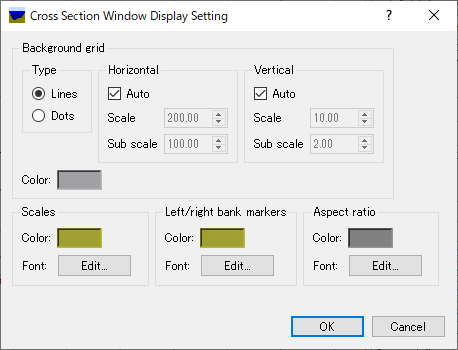 Cross Section Window Display Setting
Background grid
Type
Lines
Dots
Horizontal
Auto
Scale 200.00
Sub scale 100.00
Vertical
Auto
Scale 10.00
Sub scale 2.00
Color:
Scales
Color:
Font: Edit...
Left/right bank markers
Color:
Font: Edit...
Aspect ratio
Color:
Font: Edit...
OK
Cancel